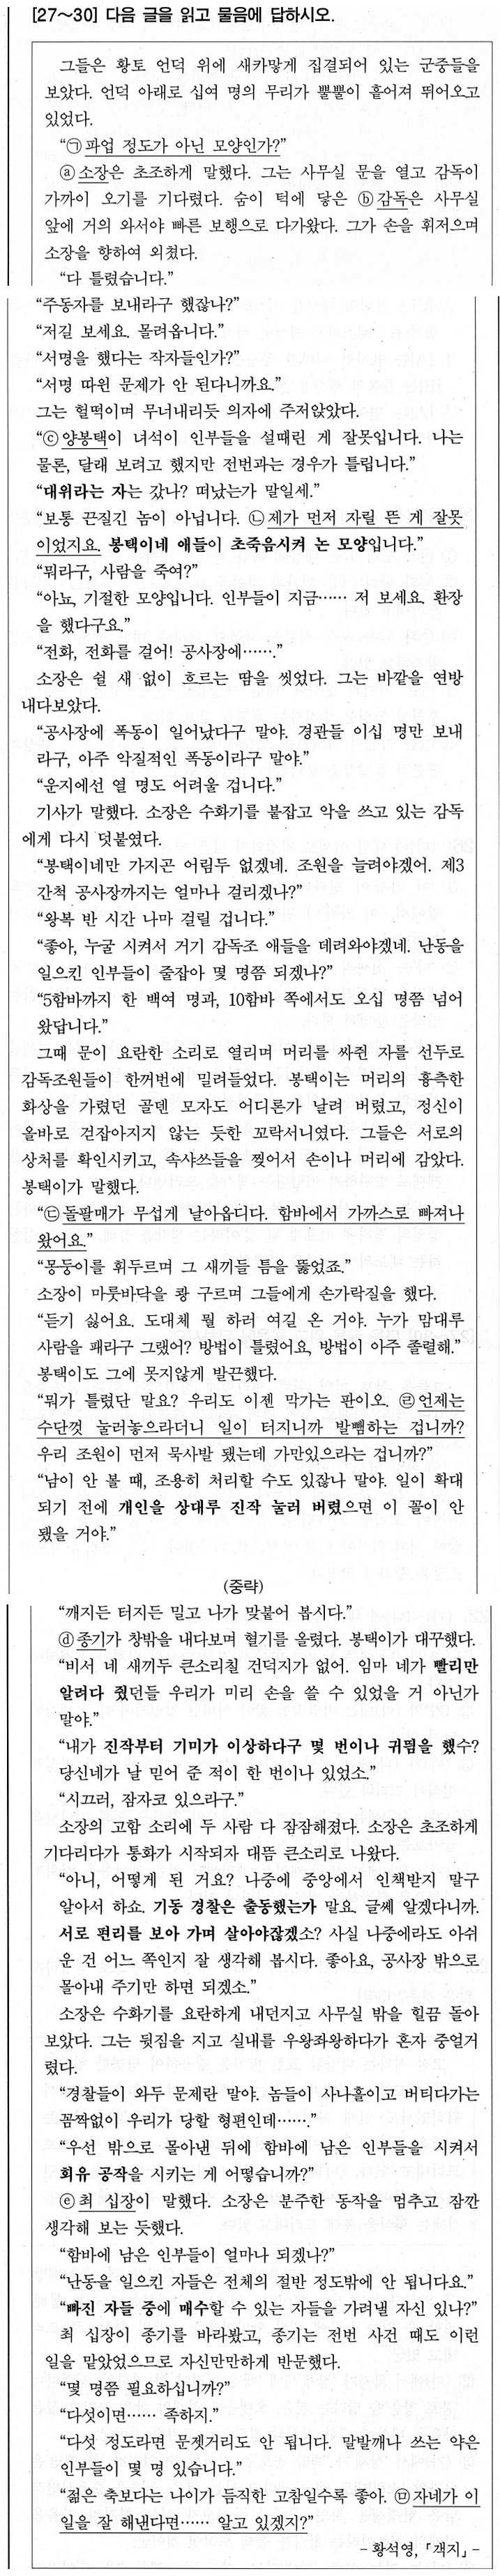 [27～30] 다음 글을 읽고 물음에 답하시오.
그들은 황토 언덕 위에 새카맣게 집결되어 있는 군중들을
보았다. 언덕 아래로 십여 명의 무리가 뿔뿔이 흩어져 뛰어오고
있었다.
“㉠파업 정도가 아닌 모양인가?”
ⓐ소장은 초조하게 말했다. 그는 사무실 문을 열고 감독이
가까이 오기를 기다렸다. 숨이 턱에 닿은 ⓑ감독은 사무실
앞에 거의 와서야 빠른 보행으로 다가왔다. 그가 손을 휘저으며
소장을 향하여 외쳤다.
“다 틀렸습니다.”
“주동자를 보내라구 했잖나?”
“저길 보세요. 몰려옵니다.”
“서명을 했다는 작자들인가?”
“서명 따윈 문제가 안 된다니까요.”
그는 헐떡이며 무너내리듯 의자에 주저앉았다.
“ⓒ양봉택이 녀석이 인부들을 설때린 게 잘못입니다. 나는
물론, 달래 보려고 했지만 전번과는 경우가 틀립니다.”
“대위라는 자는 갔나? 떠났는가 말일세.”
“보통 끈질긴 놈이 아닙니다. ㉡제가 먼저 자릴 뜬 게 잘못
이었지요. 봉택이네 애들이 초죽음시켜 논 모양입니다.”
“뭐라구, 사람을 죽여?”
“아뇨, 기절한 모양입니다. 인부들이 지금…… 저 보세요. 환장
을 했다구요.”
“전화, 전화를 걸어! 공사장에…….”
소장은 쉴 새 없이 흐르는 땀을 씻었다. 그는 바깥을 연방
내다보았다.
“공사장에 폭동이 일어났다구 말야. 경관들 이십 명만 보내
라구, 아주 악질적인 폭동이라구 말야.”
“운지에선 열 명도 어려울 겁니다.”
기사가 말했다. 소장은 수화기를 붙잡고 악을 쓰고 있는 감독
에게 다시 덧붙였다.
“봉택이네만 가지곤 어림두 없겠네. 조원을 늘려야겠어. 제3
간척 공사장까지는 얼마나 걸리겠나?”
“왕복 반 시간 나마 걸릴 겁니다.”
“좋아, 누굴 시켜서 거기 감독조 애들을 데려와야겠네. 난동을
일으킨 인부들이 줄잡아 몇 명쯤 되겠나?”
“5함바까지 한 백여 명과, 10함바 쪽에서도 오십 명쯤 넘어
왔답니다.”
그때 문이 요란한 소리로 열리며 머리를 싸쥔 자를 선두로
감독조원들이 한꺼번에 밀려들었다. 봉택이는 머리의 흉측한
화상을 가렸던 골덴 모자도 어디론가 날려 버렸고, 정신이
올바로 걷잡아지지 않는 듯한 꼬락서니였다. 그들은 서로의
상처를 확인시키고, 속샤쓰들을 찢어서 손이나 머리에 감았다.
봉택이가 말했다.
“㉢돌팔매가 무섭게 날아옵디다. 함바에서 가까스로 빠져나
왔어요.”
“몽둥이를 휘두르며 그 새끼들 틈을 뚫었죠.”
소장이 마룻바닥을 쾅 구르며 그들에게 손가락질을 했다.
“듣기 싫어요. 도대체 뭘 하러 여길 온 거야. 누가 맘대루
사람을 패라구 그랬어? 방법이 틀렸어요, 방법이 아주 졸렬해.”
봉택이도 그에 못지않게 발끈했다.
“뭐가 틀렸단 말요? 우리도 이젠 막가는 판이오. ㉣언제는
수단껏 눌러놓으라더니 일이 터지니까 발뺌하는 겁니까?
우리 조원이 먼저 묵사발 됐는데 가만있으라는 겁니까?”
“남이 안 볼 때, 조용히 처리할 수도 있잖나 말야. 일이 확대
되기 전에 개인을 상대루 진작 눌러 버렸으면 이 꼴이 안
됐을 거야.”
(중략)
“깨지든 터지든 밀고 나가 맞붙어 봅시다.”
ⓓ종기가 창밖을 내다보며 혈기를 올렸다. 봉택이가 대꾸했다.
“비서 네 새끼두 큰소리칠 건덕지가 없어. 임마 네가 빨리만
알려다 줬던들 우리가 미리 손을 쓸 수 있었을 거 아닌가
말야.”
“내가 진작부터 기미가 이상하다구 몇 번이나 귀띔을 했수?
당신네가 날 믿어 준 적이 한 번이나 있었소.”
“시끄러, 잠자코 있으라구.”
소장의 고함 소리에 두 사람 다 잠잠해졌다. 소장은 초조하게
기다리다가 통화가 시작되자 대뜸 큰소리로 나왔다.
“아니, 어떻게 된 거요? 나중에 중앙에서 인책받지 말구
알아서 하쇼. 기동 경찰은 출동했는가 말요. 글쎄 알겠다니까.
서로 편리를 보아 가며 살아야잖겠소? 사실 나중에라도 아쉬
운 건 어느 쪽인지 잘 생각해 봅시다. 좋아요, 공사장 밖으로
몰아내 주기만 하면 되겠소.”
소장은 수화기를 요란하게 내던지고 사무실 밖을 힐끔 돌아
보았다. 그는 뒷짐을 지고 실내를 우왕좌왕하다가 혼자 중얼거
렸다.
“경찰들이 와두 문제란 말야. 놈들이 사나흘이고 버티다가는
꼼짝없이 우리가 당할 형편인데…….”
“우선 밖으로 몰아낸 뒤에 함바에 남은 인부들을 시켜서
회유 공작을 시키는 게 어떻습니까?”
ⓔ최 십장이 말했다. 소장은 분주한 동작을 멈추고 잠깐
생각해 보는 듯했다.
“함바에 남은 인부들이 얼마나 되겠나?”
“난동을 일으킨 자들은 전체의 절반 정도밖에 안 됩니다요.”
“빠진 자들 중에 매수할 수 있는 자들을 가려낼 자신 있나?”
최 십장이 종기를 바라봤고, 종기는 전번 사건 때도 이런
일을 맡았었으므로 자신만만하게 반문했다.
“몇 명쯤 필요하십니까?”
“다섯이면…… 족하지.”
“다섯 정도라면 문젯거리도 안 됩니다. 말발깨나 쓰는 약은
인부들이 몇 명 있습니다.”
“젊은 축보다는 나이가 듬직한 고참일수록 좋아. ㉤자네가 이
일을 잘 해낸다면…… 알고 있겠지?”
- 황석영, 「객지」 -